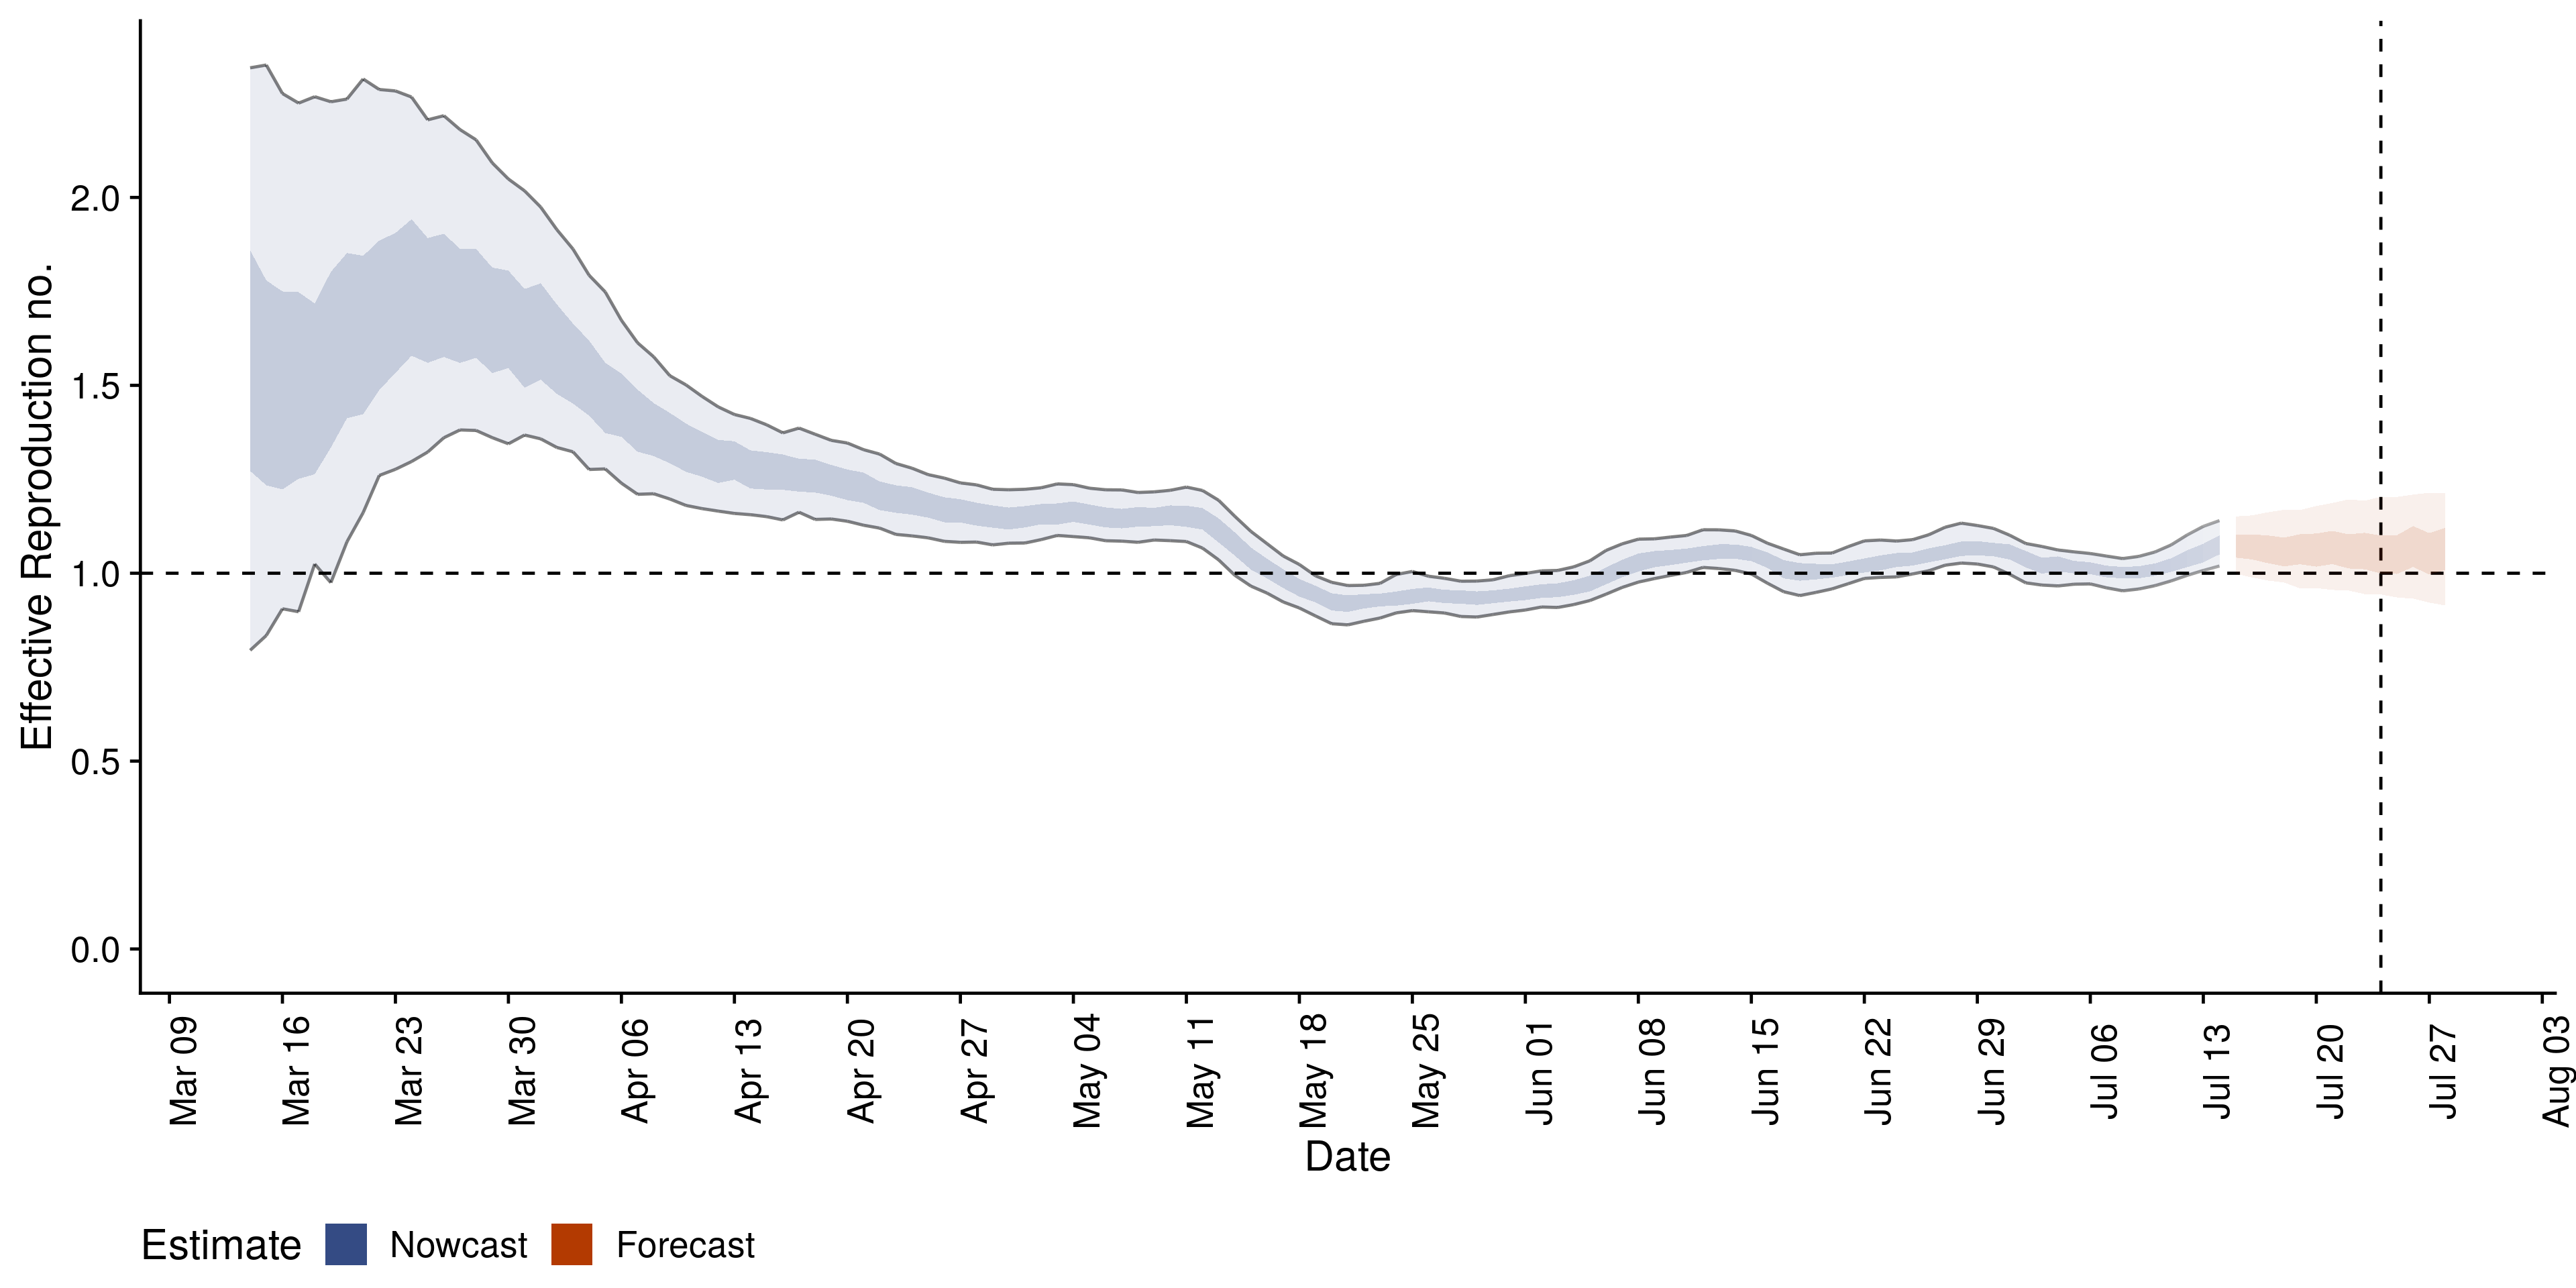 Effective Reproduction no.
2.0
1.5
1.0
0.5
0.0
Mar 09
Mar 16
Mar 23
Mar 30
Apr 06
Apr 13
Apr 20
Apr 27
May 04
May 11
May 18
May 25
Jun 01
Jun 08
Jun 15
Jun 22
Jun 29
Jul 06
Jul 13
Jul 20
Jul 27
Aug 03
Date
Estimate Nowcast Forecast